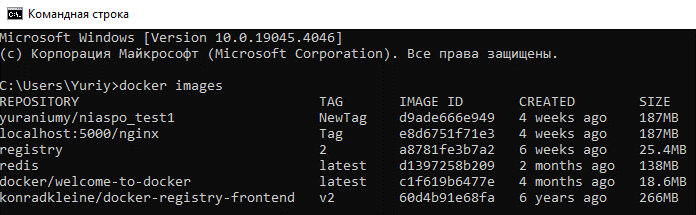 Командная строка
Microsoft Windows [Version 10.0.19045.4046]
(c) Корпорация Майкрософт (Microsoft Corporation). Все права защищены.
C:\Users\Yuriy>docker images
REPOSITORY TAG IMAGE ID CREATED SIZE
yuraniumy/niaspo_test1 NewTag d9ade666e949 4 weeks ago 187MB
localhost:5000/nginx Tag e8d6751f71e3 4 weeks ago 187MB
registry 2 a8781fe3b7a2 6 weeks ago 25.4MB
redis latest d1397258b209 2 months ago 138MB
docker/welcome-to-docker latest c1f619b6477e 4 months ago 18.6MB
konradkleine/docker-registry-frontend v2 60d4b91e68fa 6 years ago 266MB